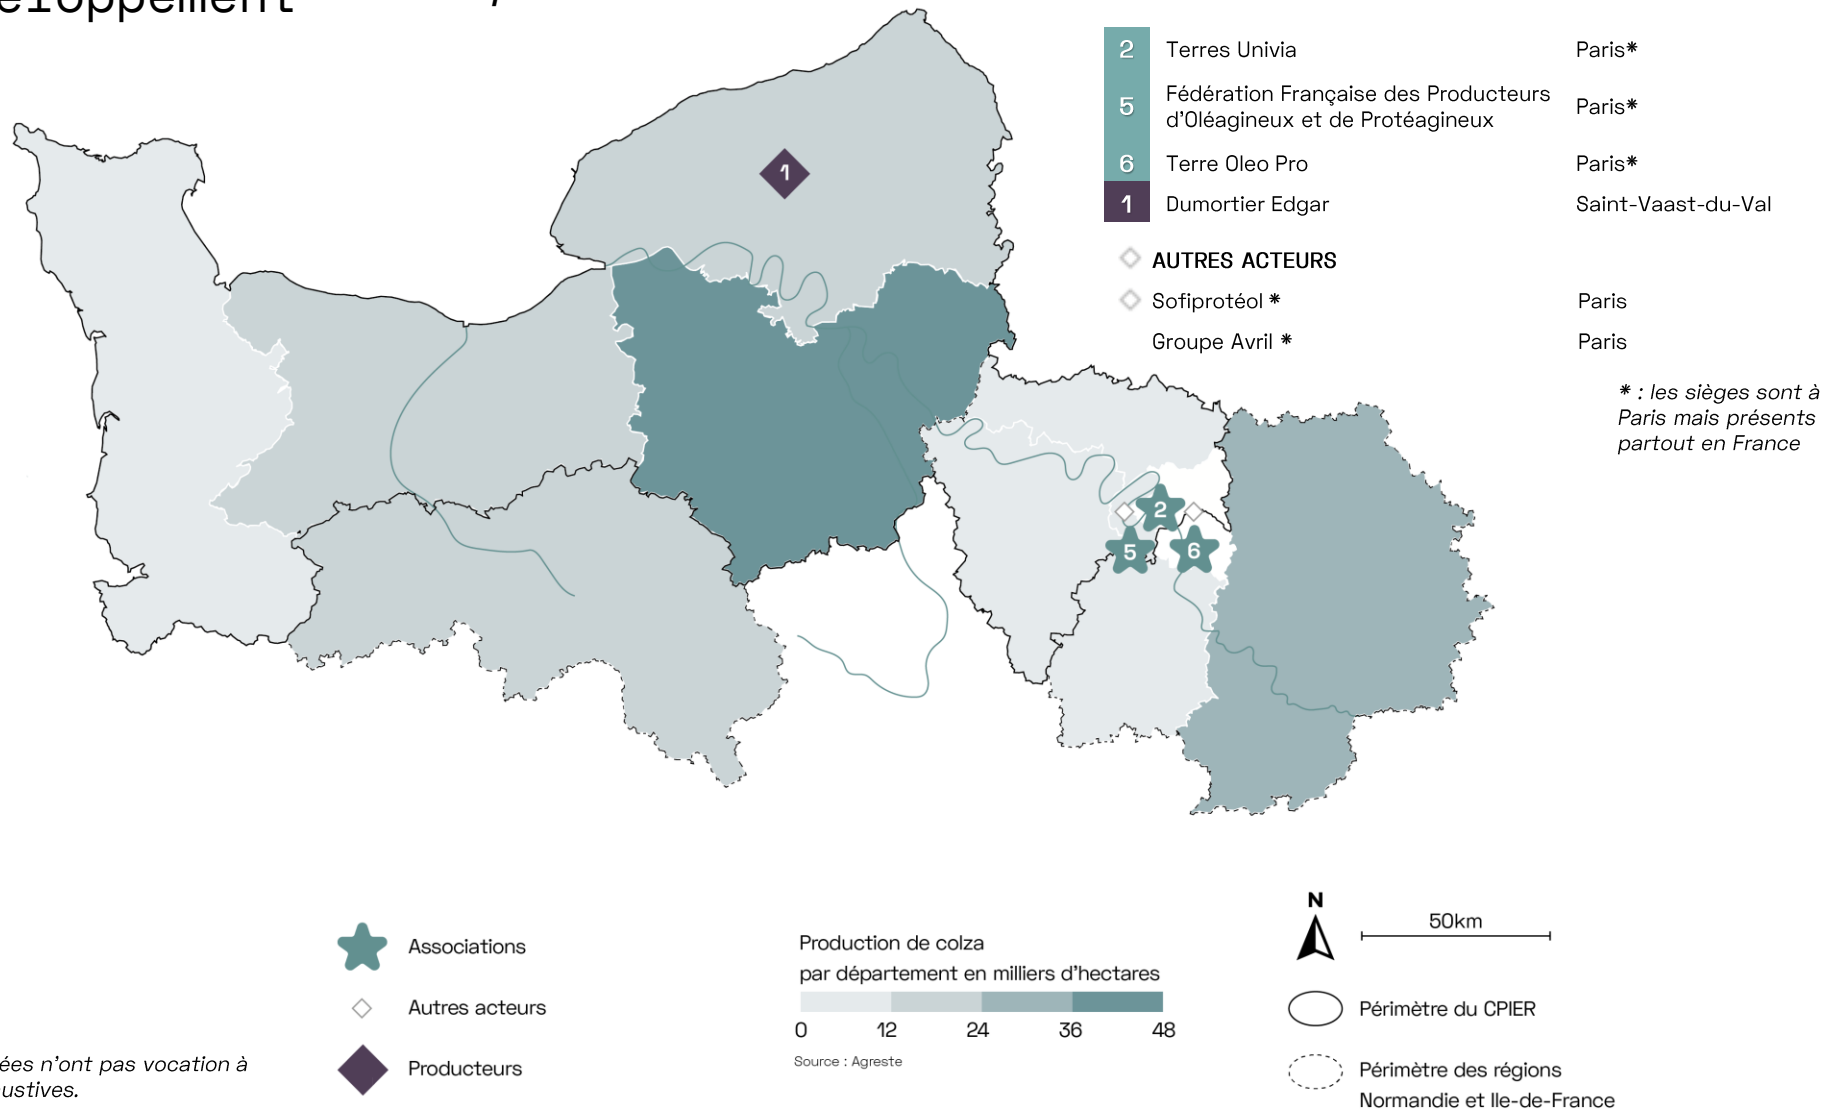 2 Terres Univia Paris*
5 Fédération Française des Producteurs
d'Oléagineux et de Protéagineux Paris*
6 Terre Oleo Pro Paris*
1 Dumortier Edgar Saint-Vaast-du-Val
AUTRES ACTEURS
Sofiprotéol * Paris
Groupe Avril * Paris
* : les sièges sont à
Paris mais présents
partout en France
1
2
5
6
Associations
Autres acteurs
Producteurs
Production de colza
par département en milliers d'hectares
0 12 24 36 48
Source : Agreste
N
50km
Périmètre du CPIER
Périmètre des régions
Normandie et Ile-de-France
n'ont pas vocation à